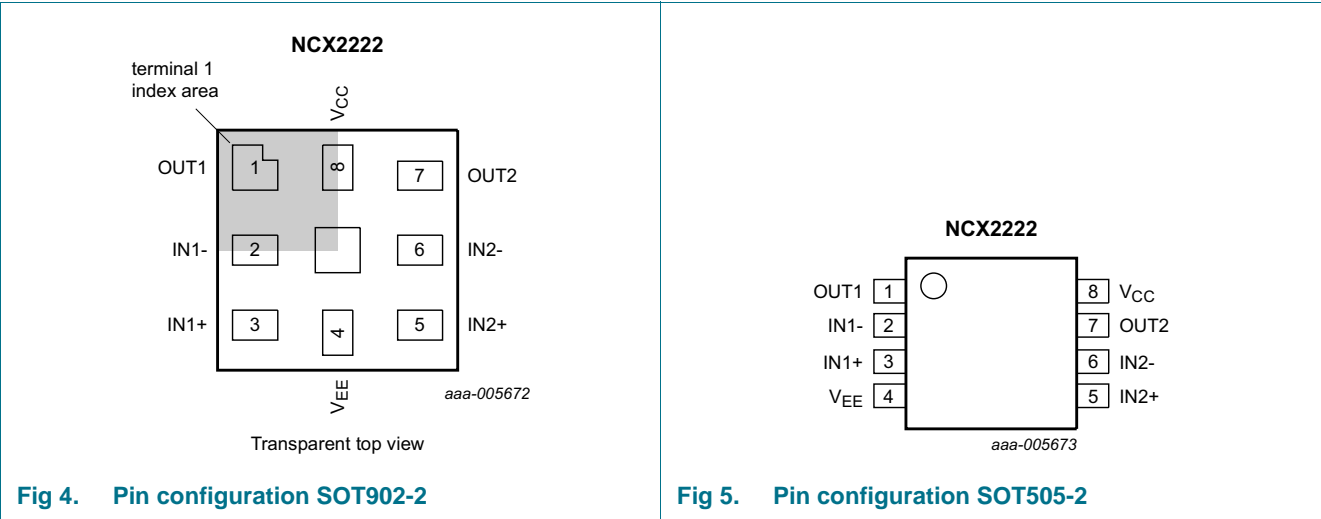 NCX2222
terminal 1
index area
VCC
OUT1
1
8
7
OUT2
IN1-
2
6
IN2-
IN1+
3
4
5
IN2+
VEE
aaa-005672
Transparent top view
Fig 4. Pin configuration SOT902-2
NCX2222
OUT1 1
8 VCC
IN1- 2
7 OUT2
IN1+ 3
6 IN2-
VEE 4
5 IN2+
aaa-005673
Fig 5. Pin configuration SOT505-2